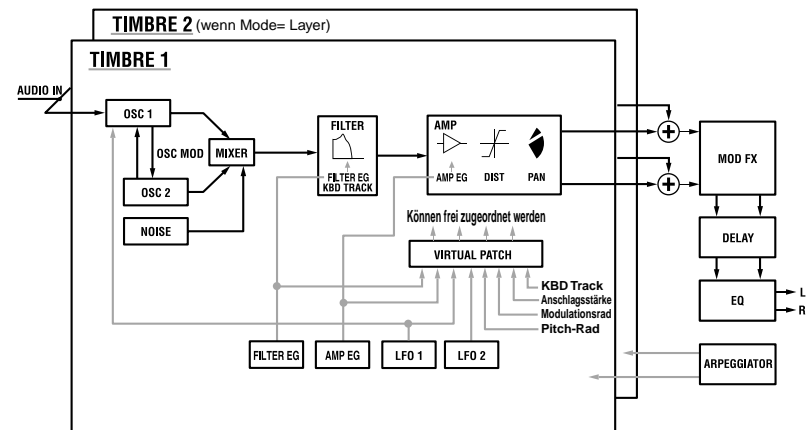 TIMBRE 2 (wenn Mode= Layer)
TIMBRE 1
AUDIO IN
OSC 1
OSC MOD
MIXER
OSC 2
NOISE
FILTER
FILTER EG
KBD TRACK
AMP
AMP EG
DIST
PAN
MOD FX
DELAY
EQ
L
R
Können frei zugeordnet werden
VIRTUAL PATCH
KBD Track
Anschlagsstärke
Modulationsrad
Pitch-Rad
FILTER EG
AMP EG
LFO 1
LFO 2
ARPEGGIATOR